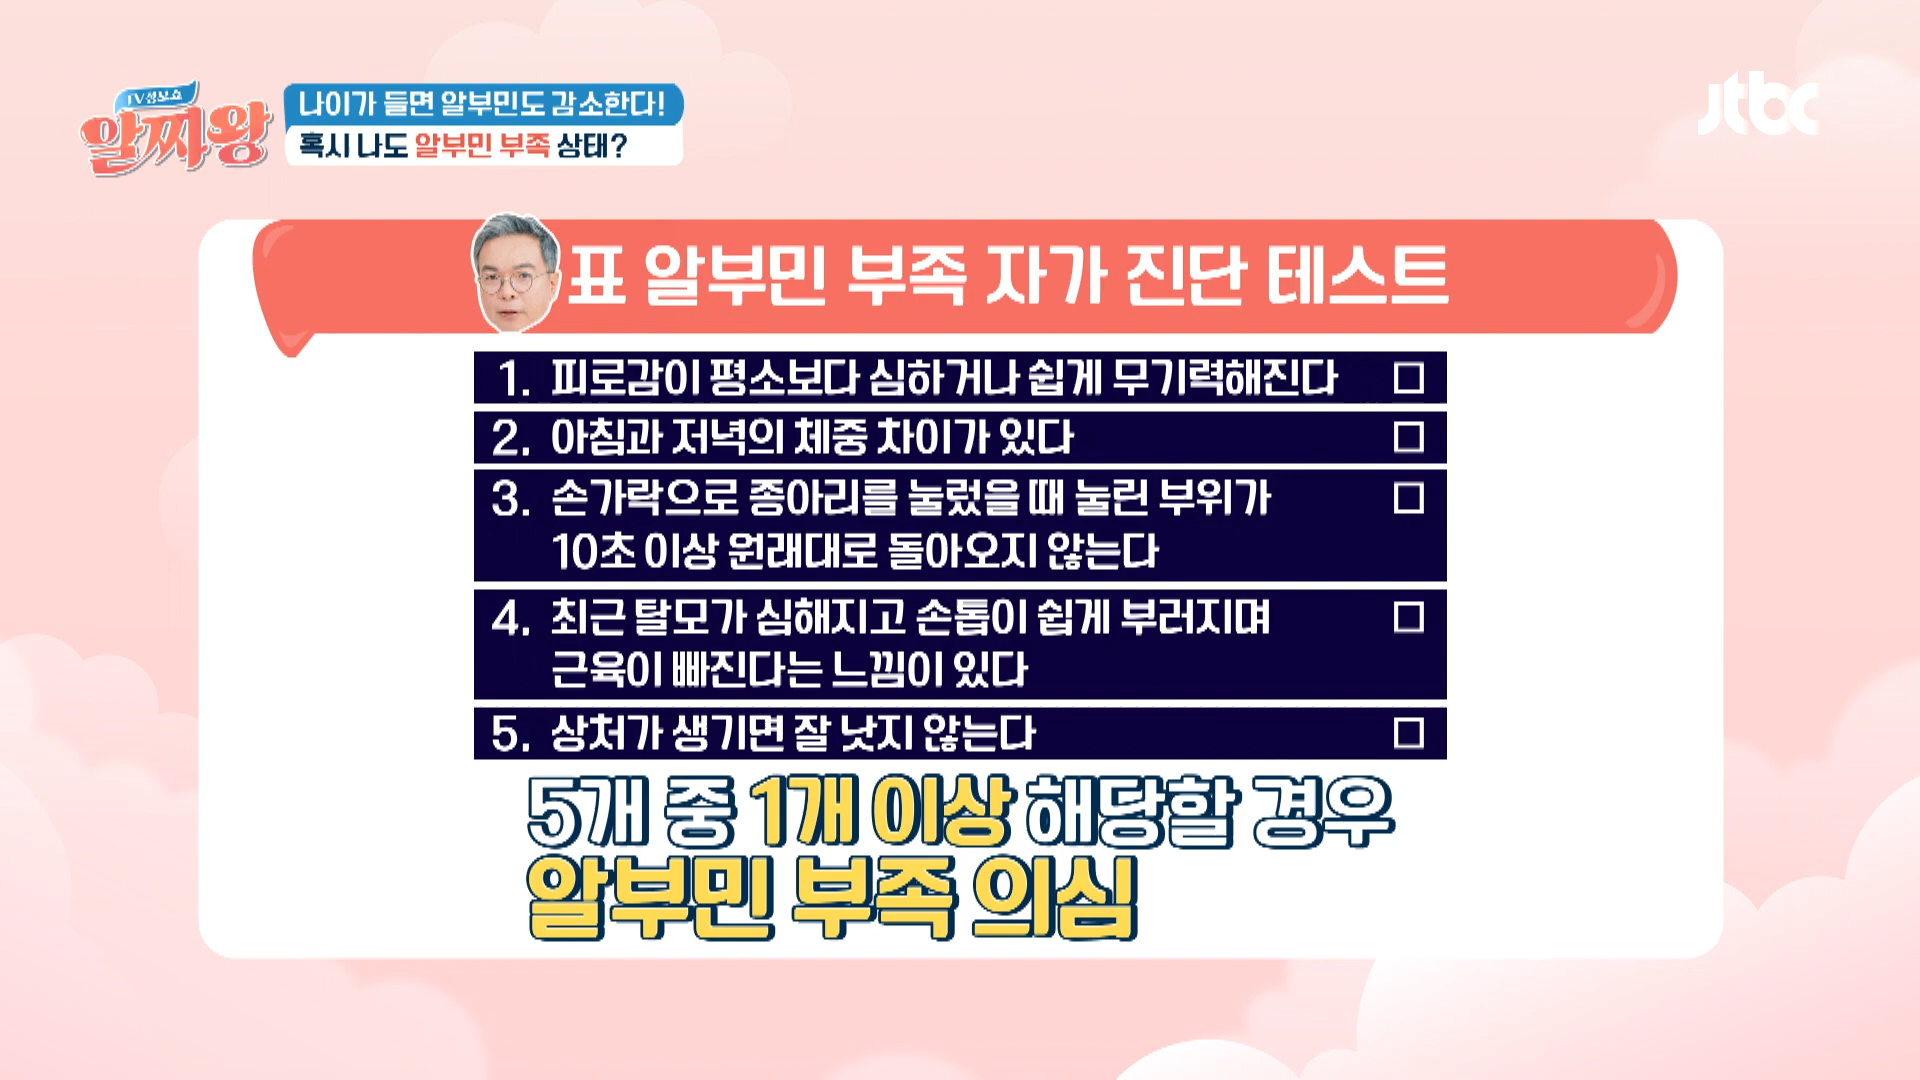 TV정보쇼
알짜왕
나이가 들면 알부민도 감소한다!
혹시 나도 알부민 부족 상태?
jtbc
표 알부민 부족 자가 진단 테스트
1. 피로감이 평소보다 심하거나 쉽게 무기력해진다 □
2. 아침과 저녁의 체중 차이가 있다 □
3. 손가락으로 종아리를 눌렀을 때 눌린 부위가 □
10초 이상 원래대로 돌아오지 않는다
4. 최근 탈모가 심해지고 손톱이 쉽게 부러지며 □
근육이 빠진다는 느낌이 있다
5. 상처가 생기면 잘 낫지 않는다 □
5개 중 1개 이상 해당할 경우
알부민 부족 의심